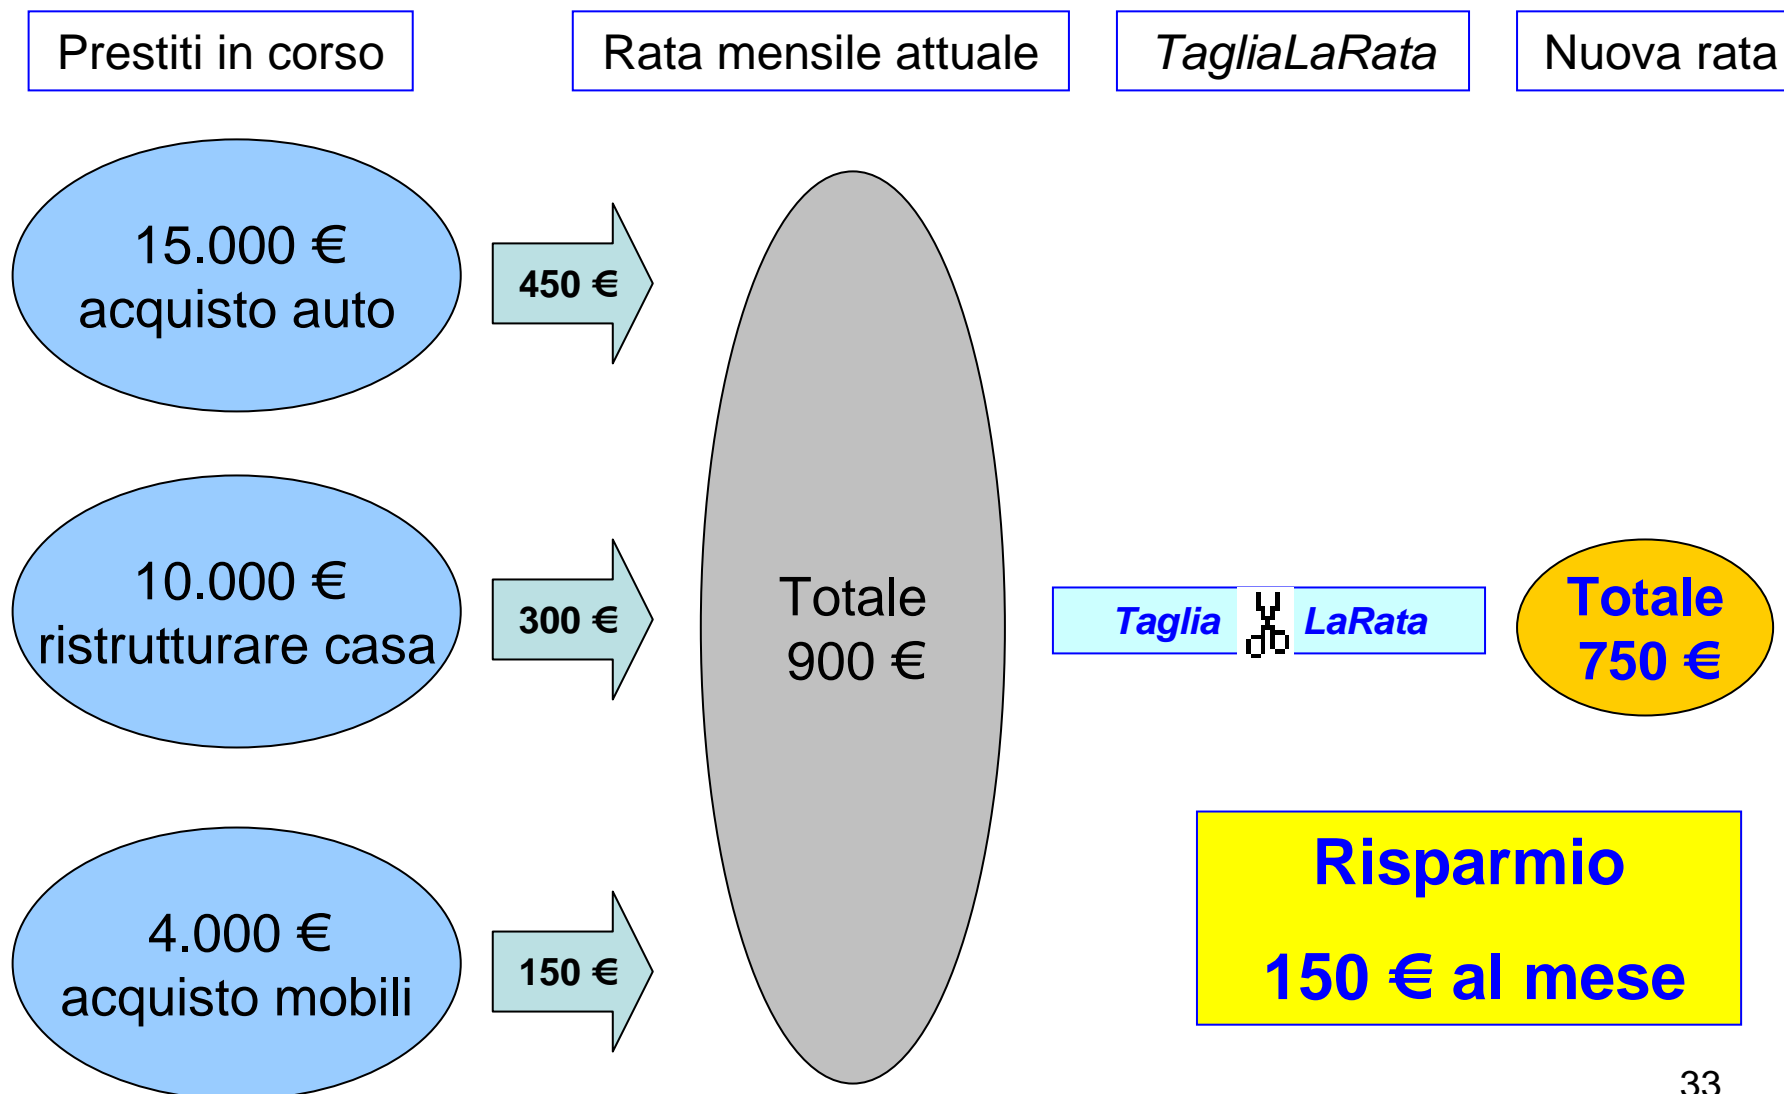 Prestiti in corso
Rata mensile attuale
TagliaLaRata
Nuova rata
15.000 €
acquisto auto
450 €
10.000 €
ristrutturare casa
300 €
4.000 €
acquisto mobili
150 €
Totale
900 €
Taglia LaRata
Totale
750 €
Risparmio
150 € al mese
33